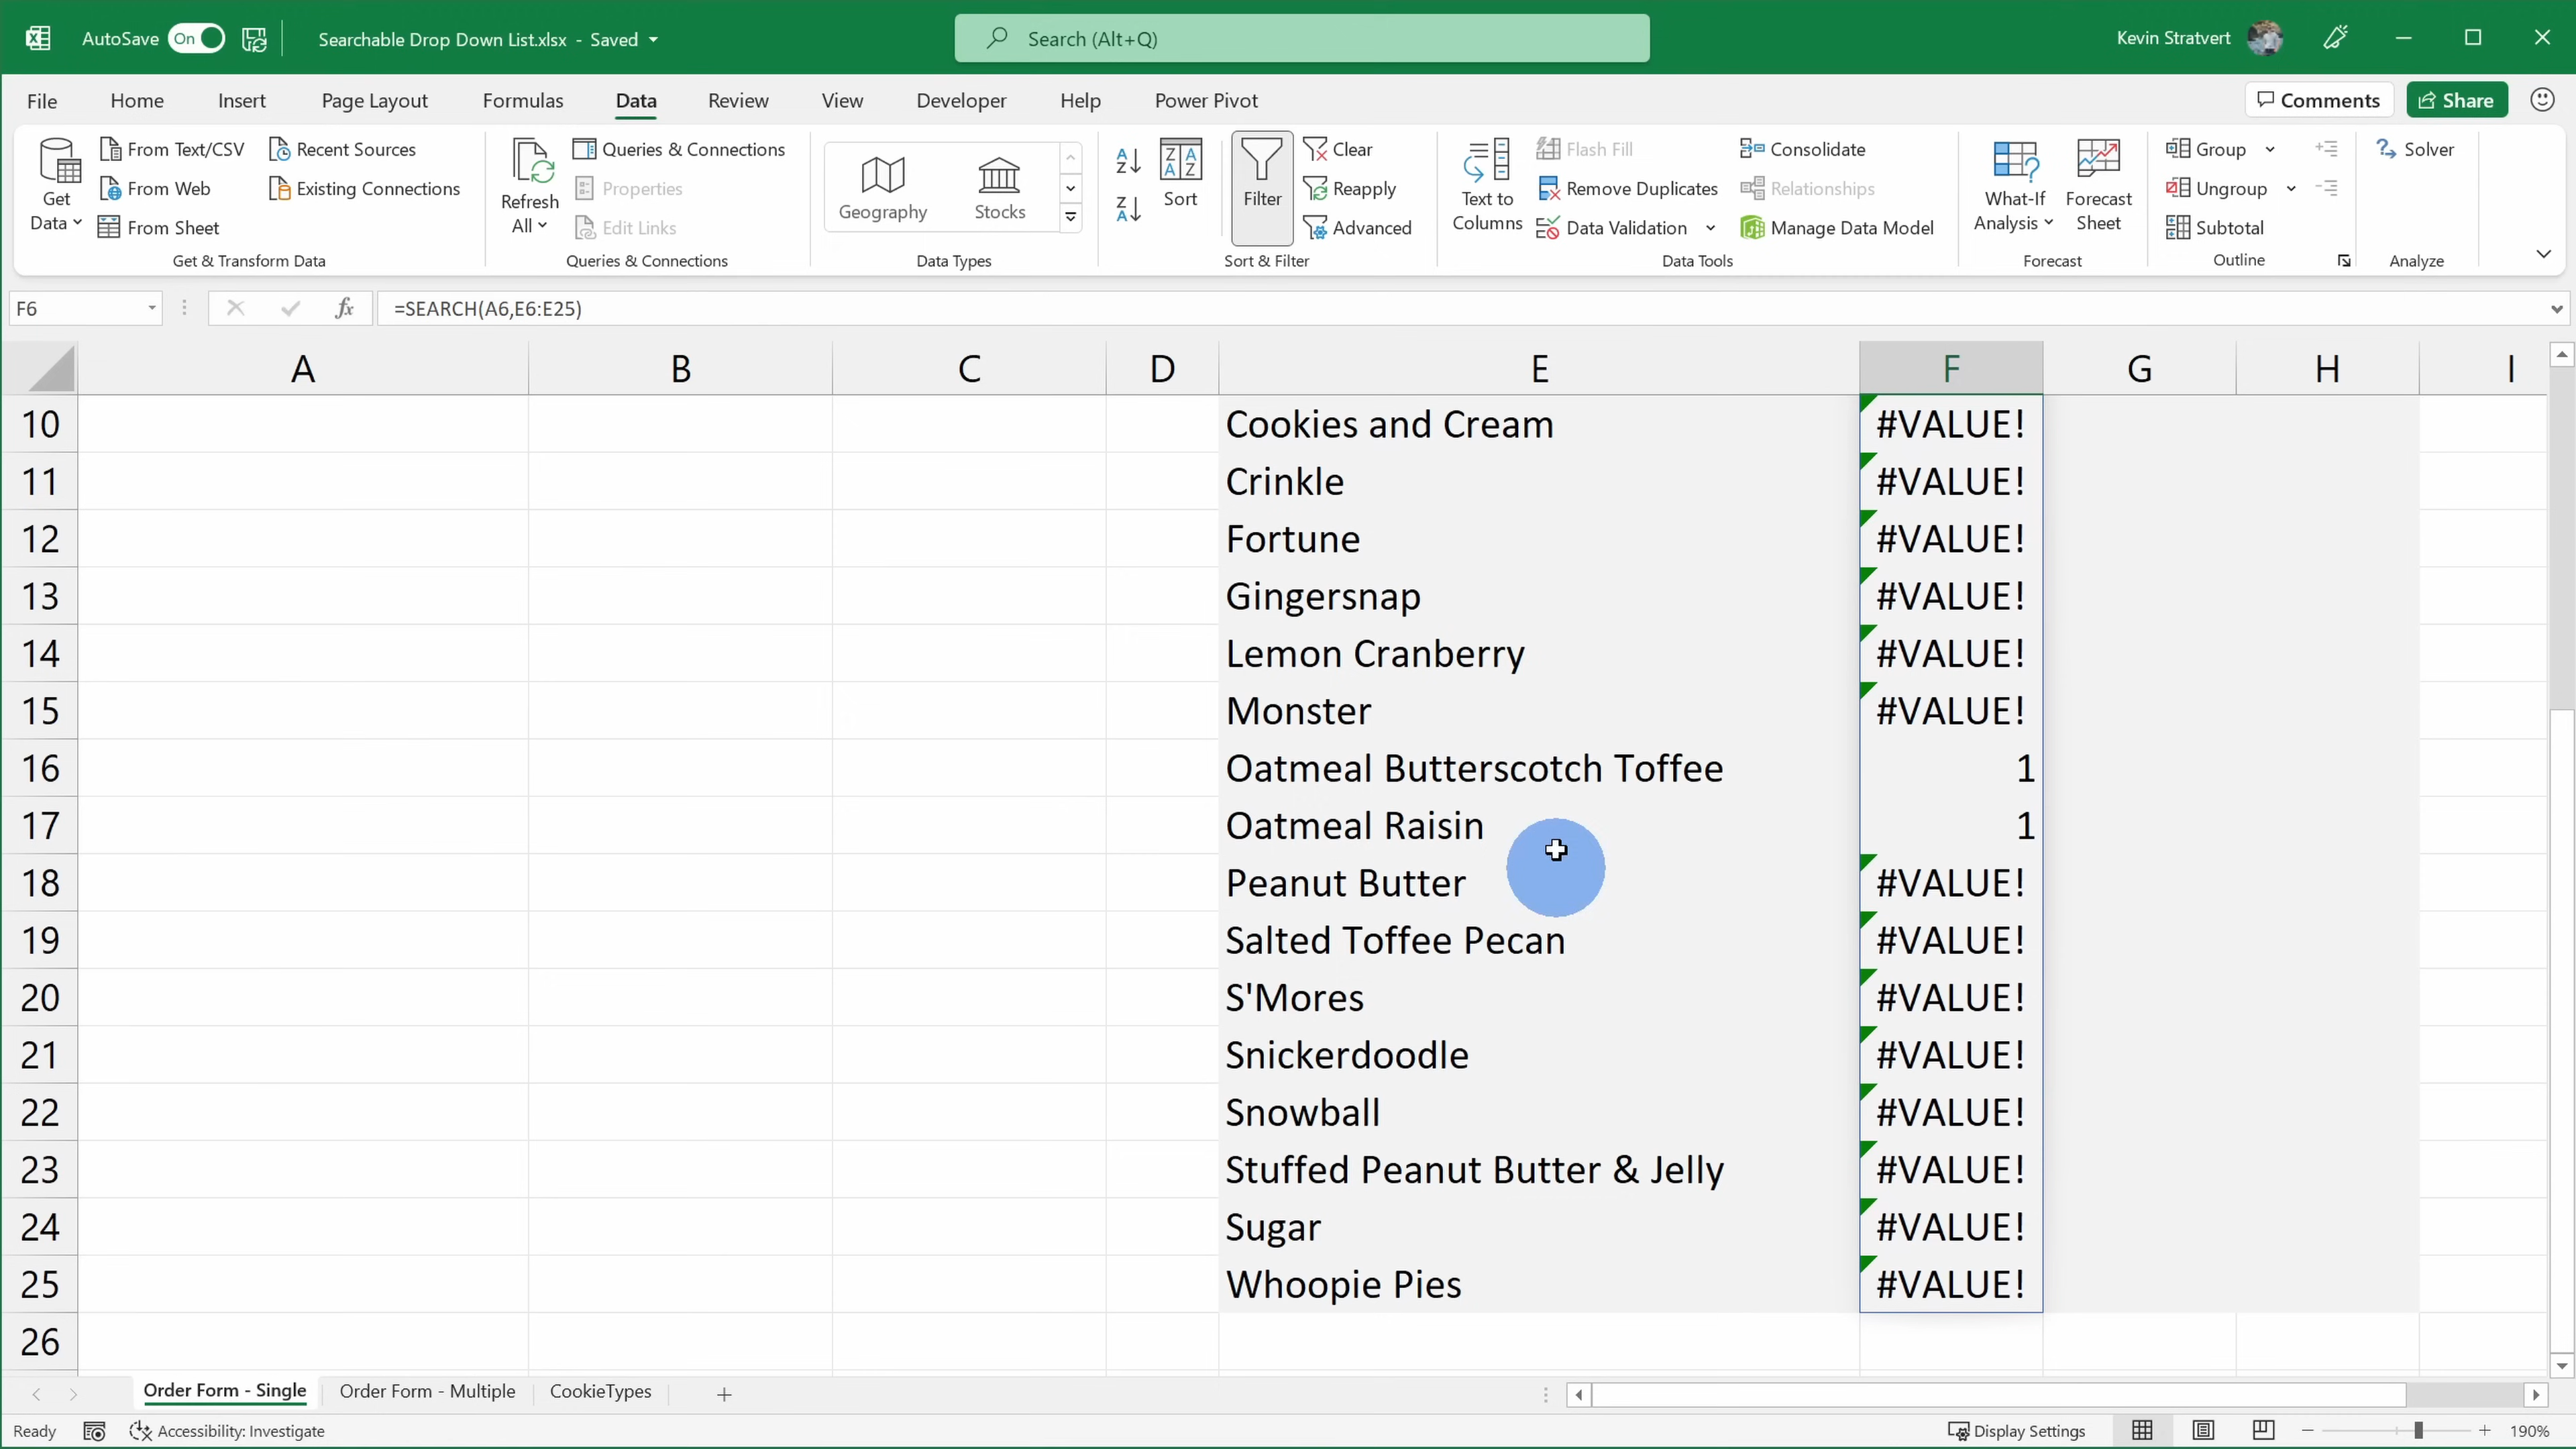 AutoSave On Searchable Drop Down List.xlsx - Saved Search (Alt+Q) Kevin Stratvert
File Home Insert Page Layout Formulas Data Review View Developer Help Power Pivot Comments Share
Get Data From Text/CSV From Web From Sheet Recent Sources Existing Connections
Get & Transform Data
Refresh All Queries & Connections Properties Edit Links
Queries & Connections
Geography Stocks
Data Types
Sort Filter Clear Reapply Advanced
Sort & Filter
Text to Columns Flash Fill Remove Duplicates Data Validation Consolidate Relationships Manage Data Model
Data Tools
What-If Analysis Forecast Sheet
Forecast
Group Ungroup Subtotal
Outline
Solver
Analyze
F6 fx =SEARCH(A6,E6:E25)
A B C D E F G H I
10 Cookies and Cream #VALUE!
11 Crinkle #VALUE!
12 Fortune #VALUE!
13 Gingersnap #VALUE!
14 Lemon Cranberry #VALUE!
15 Monster #VALUE!
16 Oatmeal Butterscotch Toffee 1
17 Oatmeal Raisin 1
18 Peanut Butter #VALUE!
19 Salted Toffee Pecan #VALUE!
20 S'Mores #VALUE!
21 Snickerdoodle #VALUE!
22 Snowball #VALUE!
23 Stuffed Peanut Butter & Jelly #VALUE!
24 Sugar #VALUE!
25 Whoopie Pies #VALUE!
26
Order Form - Single Order Form - Multiple CookieTypes
Ready Accessibility: Investigate Display Settings 190%